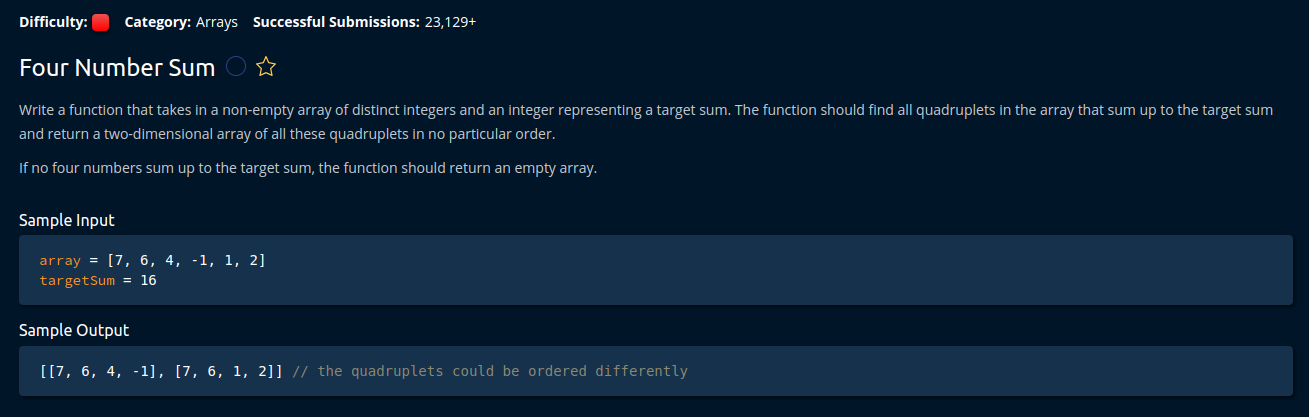 Difficulty: Category: Arrays Successful Submissions: 23,129+
Four Number Sum
Write a function that takes in a non-empty array of distinct integers and an integer representing a target sum. The function should find all quadruplets in the array that sum up to the target sum
and return a two-dimensional array of all these quadruplets in no particular order.
If no four numbers sum up to the target sum, the function should return an empty array.
Sample Input
array = [7, 6, 4, -1, 1, 2]
targetSum = 16
Sample Output
[[7, 6, 4, -1], [7, 6, 1, 2]] // the quadruplets could be ordered differently